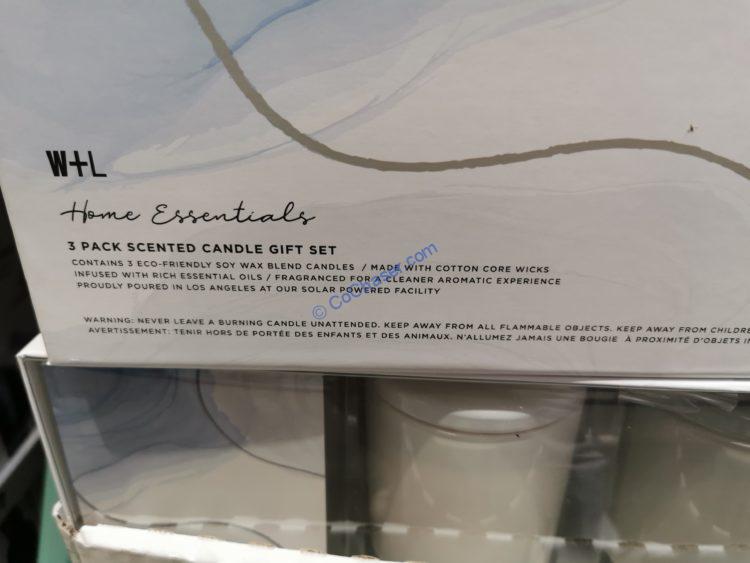 W+L
Home Essentials
3 PACK SCENTED CANDLE GIFT SET
CONTAINS 3 ECO-FRIENDLY SOY WAX BLEND CANDLES / MADE WITH COTTON CORE WICKS
INFUSED WITH RICH ESSENTIAL OILS / FRAGRANCED FOR A CLEANER AROMATIC EXPERIENCE
PROUDLY POURED IN LOS ANGELES AT OUR SOLAR POWERED FACILITY
© CoChaser.com
WARNING: NEVER LEAVE A BURNING CANDLE UNATTENDED. KEEP AWAY FROM ALL FLAMMABLE OBJECTS. KEEP AWAY FROM CHILDRE
AVERTISSEMENT: TENIR HORS DE PORTÉE DES ENFANTS ET DES ANIMAUX. N'ALLUMEZ JAMAIS UNE BOUGIE À PROXIMITÉ D'OBJETS IN